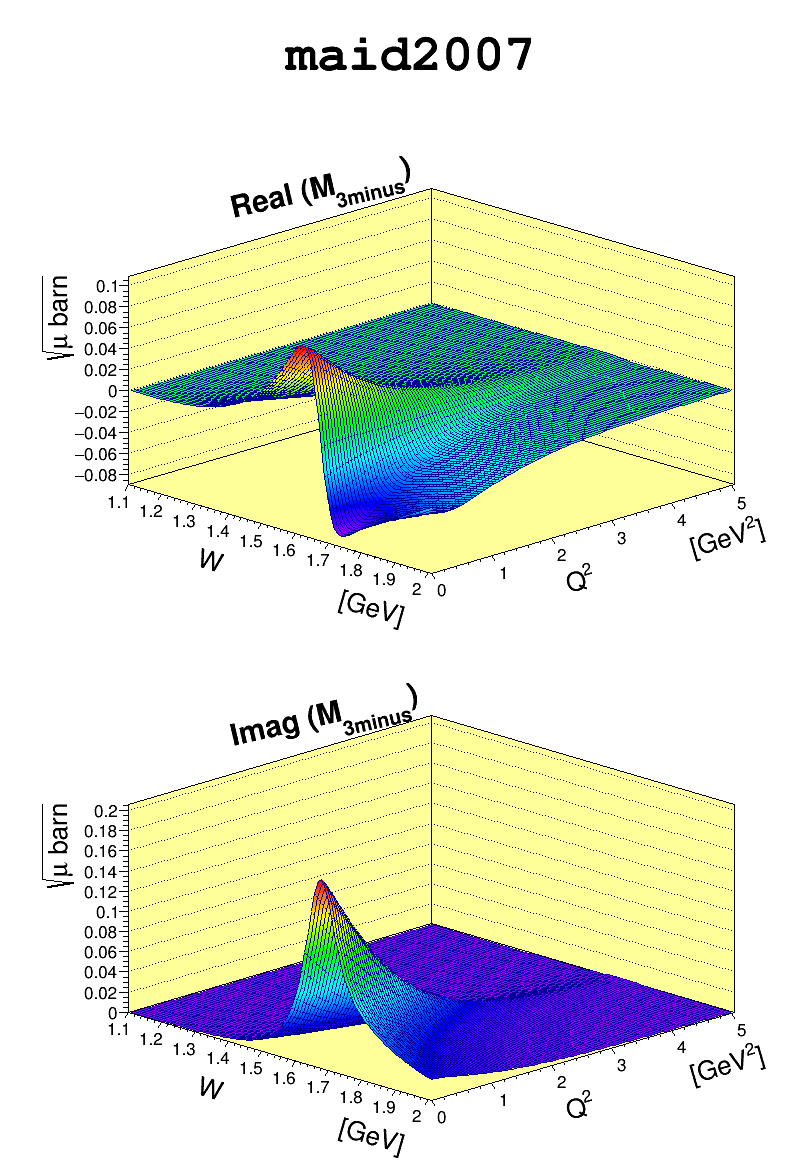 maid2007
Real (M3minus)
√μ barn
0.1
0.08
0.06
0.04
0.02
0
−0.02
−0.04
−0.06
−0.08
1.1 1.2 1.3 1.4 1.5 1.6 1.7 1.8 1.9 2
W
[GeV]
0 1 2 3 4 5
Q²
[GeV²]
Imag (M3minus)
√μ barn
0.2
0.18
0.16
0.14
0.12
0.1
0.08
0.06
0.04
0.02
0
1.1 1.2 1.3 1.4 1.5 1.6 1.7 1.8 1.9 2
W
[GeV]
0 1 2 3 4 5
Q²
[GeV²]